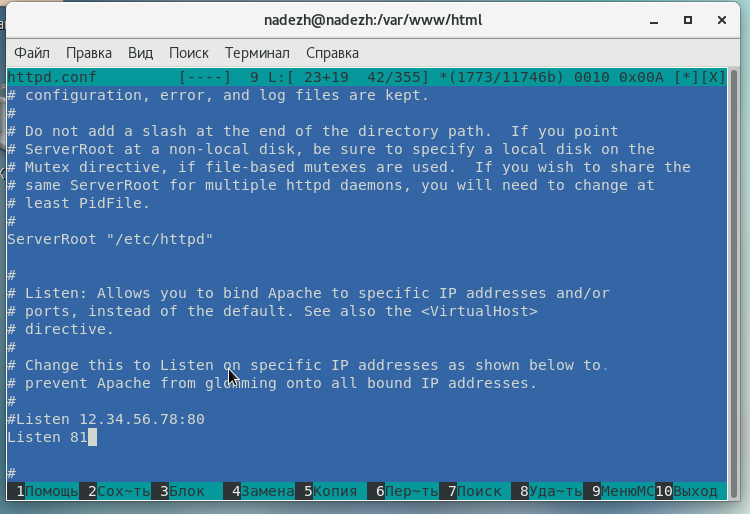 nadezh@nadezh:/var/www/html
Файл Правка Вид Поиск Терминал Справка
httpd.conf [----] 9 L:[ 23+19 42/355] *(1773/11746b) 0010 0x00A [*][X]
# configuration, error, and log files are kept.
#
# Do not add a slash at the end of the directory path. If you point
# ServerRoot at a non-local disk, be sure to specify a local disk on the
# Mutex directive, if file-based mutexes are used. If you wish to share the
# same ServerRoot for multiple httpd daemons, you will need to change at
# least PidFile.
#
ServerRoot "/etc/httpd"
#
# Listen: Allows you to bind Apache to specific IP addresses and/or
# ports, instead of the default. See also the <VirtualHost>
# directive.
#
# Change this to Listen on specific IP addresses as shown below to.
# prevent Apache from glomming onto all bound IP addresses.
#
#Listen 12.34.56.78:80
Listen 81
#
1Помощь 2Сох~ть 3Блок 4Замена 5Копия 6Пер~ть 7Поиск 8Уда~ть 9МенюMC 10Выход